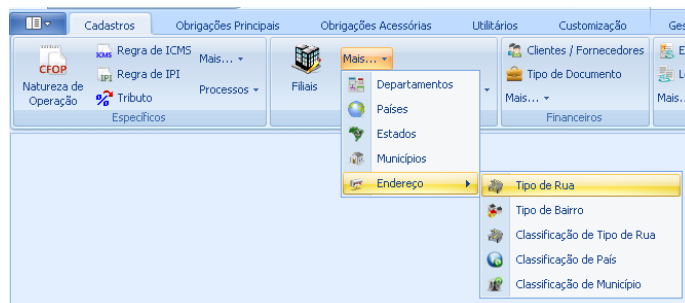 Cadastros Obrigações Principais Obrigações Acessórias Utilitários Customização
CFOP
Natureza de
Operação
ICMS Regra de ICMS
IPI Regra de IPI
Tributo
Mais...
Processos
Específicos
Filiais
Mais...
Departamentos
Países
Estados
Municípios
Endereço
Tipo de Rua
Tipo de Bairro
Classificação de Tipo de Rua
Classificação de País
Classificação de Município
Clientes / Fornecedores
Tipo de Documento
Mais...
Financeiros
Mais..